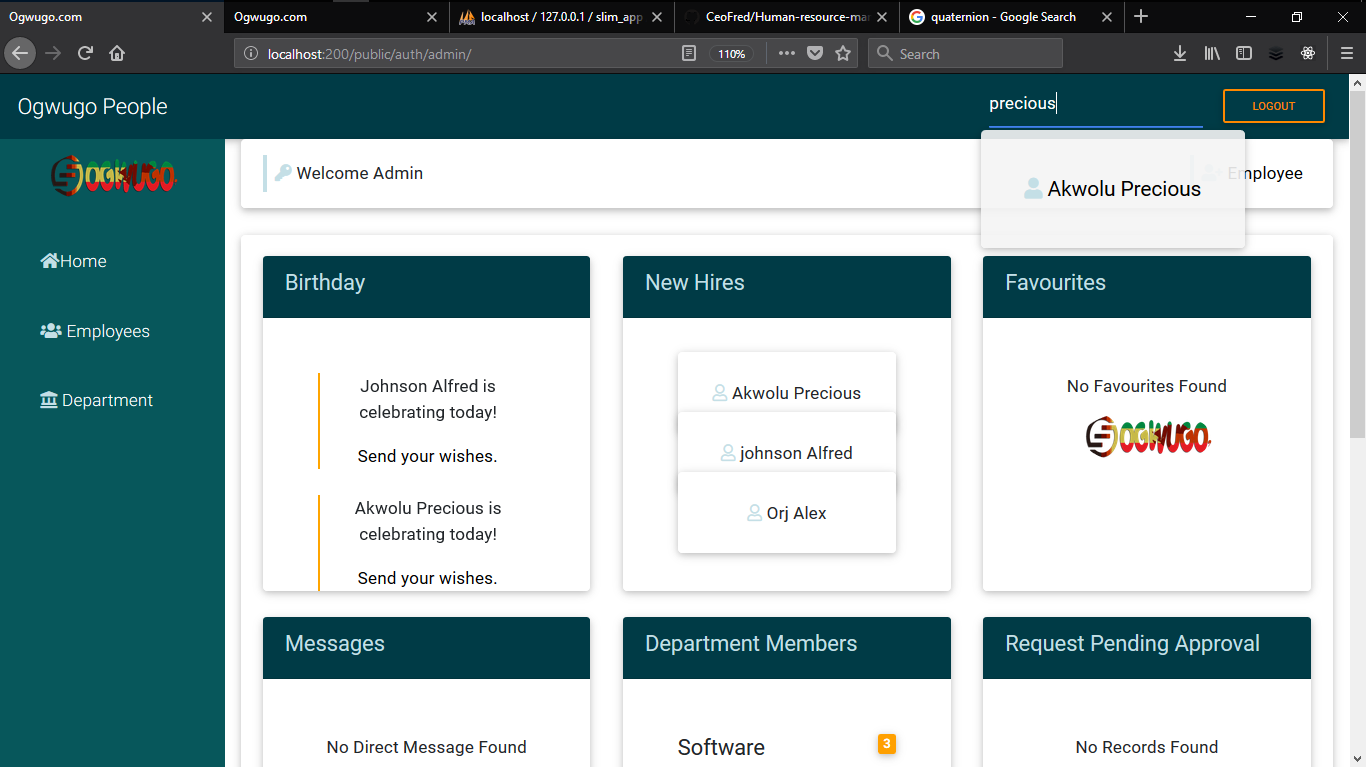 Ogwugo.com
Ogwugo.com
localhost / 127.0.0.1 / slim_app
CeoFred/Human-resource-ma
quaternion - Google Search
localhost:200/public/auth/admin/
110%
Search
Ogwugo People
precious
LOGOUT
OGWUGO
Welcome Admin
Employee
Akwolu Precious
Home
Employees
Department
Birthday
Johnson Alfred is
celebrating today!
Send your wishes.
Akwolu Precious is
celebrating today!
Send your wishes.
New Hires
Akwolu Precious
johnson Alfred
Orj Alex
Favourites
No Favourites Found
OGWUGO
Messages
No Direct Message Found
Department Members
Software
3
Request Pending Approval
No Records Found